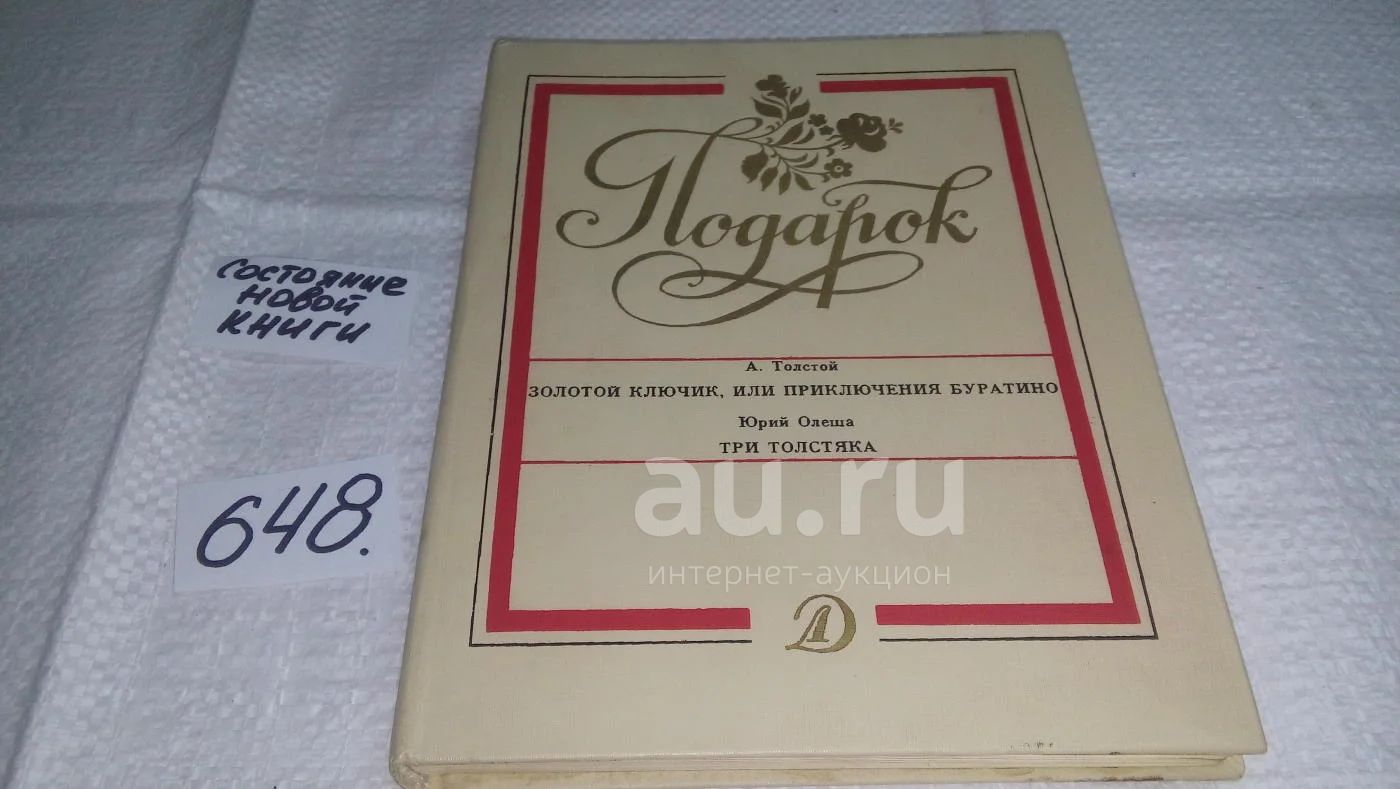 Состояние
новой
книги
648.
Подарок
А. Толстой
ЗОЛОТОЙ КЛЮЧИК, ИЛИ ПРИКЛЮЧЕНИЯ БУРАТИНО
Юрий Олеша
ТРИ ТОЛСТЯКА
au.ru
интернет-аукцион
ДЛ